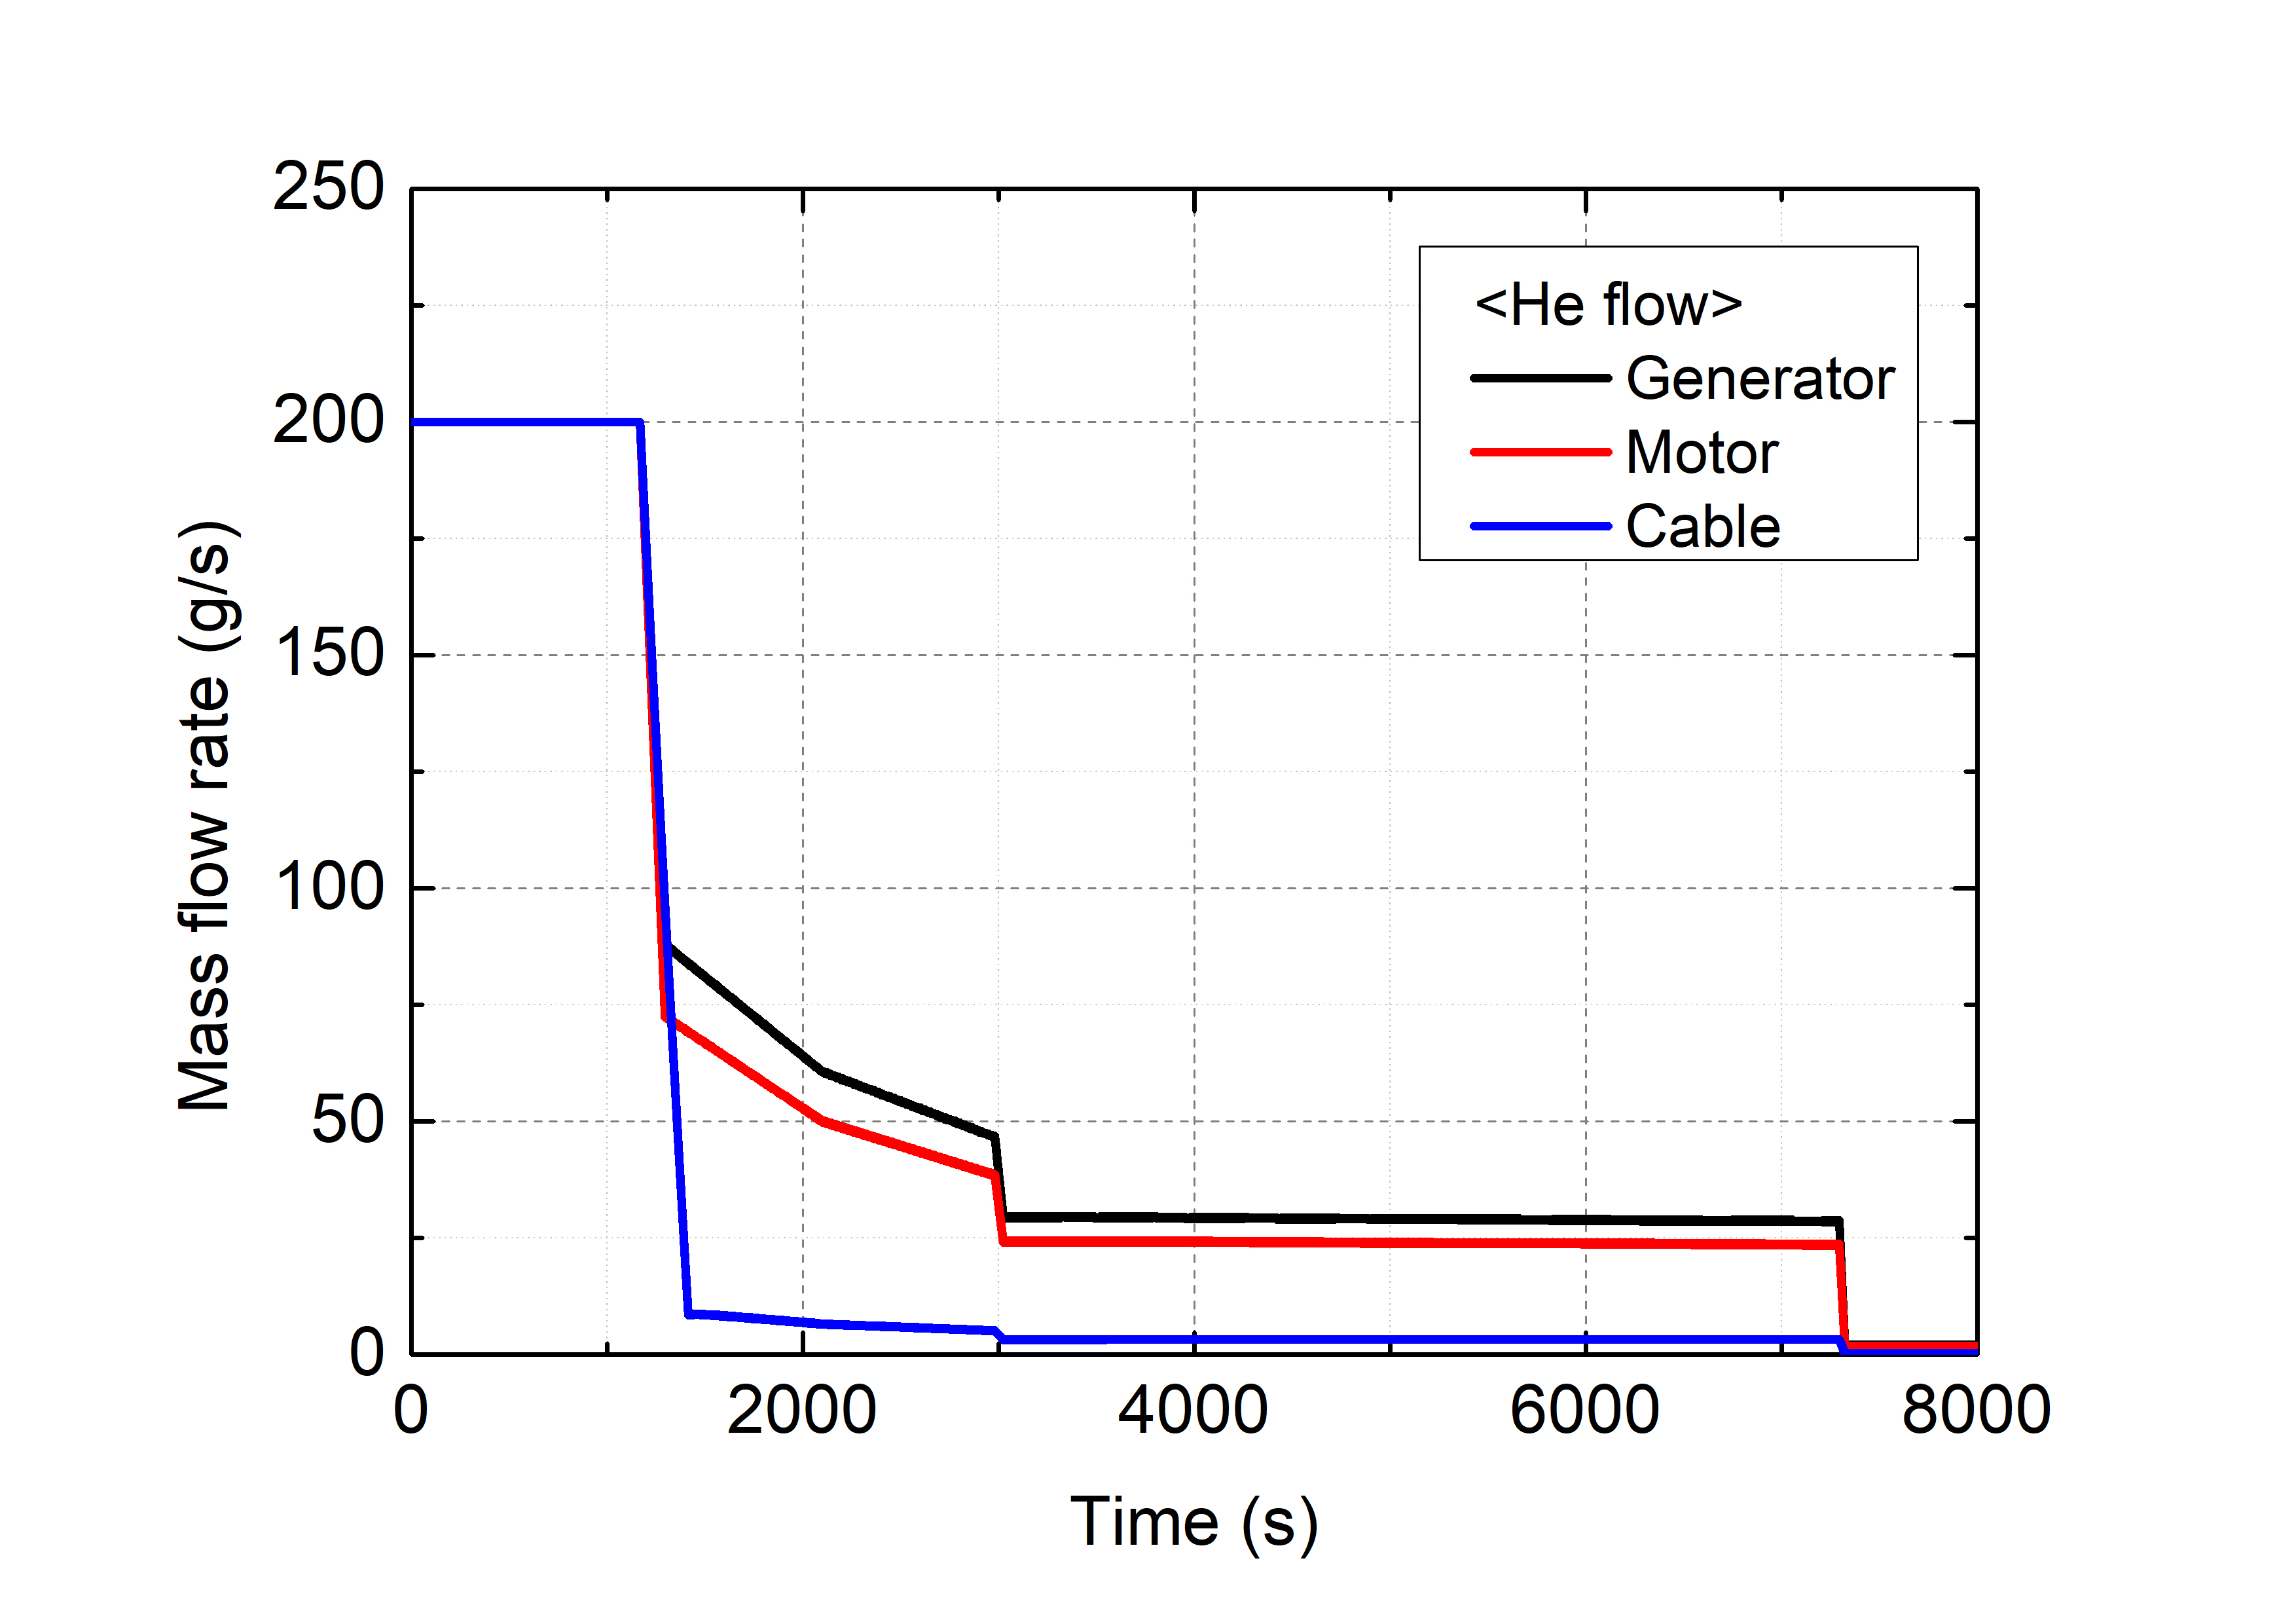 250
200
150
100
50
0
Mass flow rate (g/s)
<He flow>
Generator
Motor
Cable
0 2000 4000 6000 8000
Time (s)